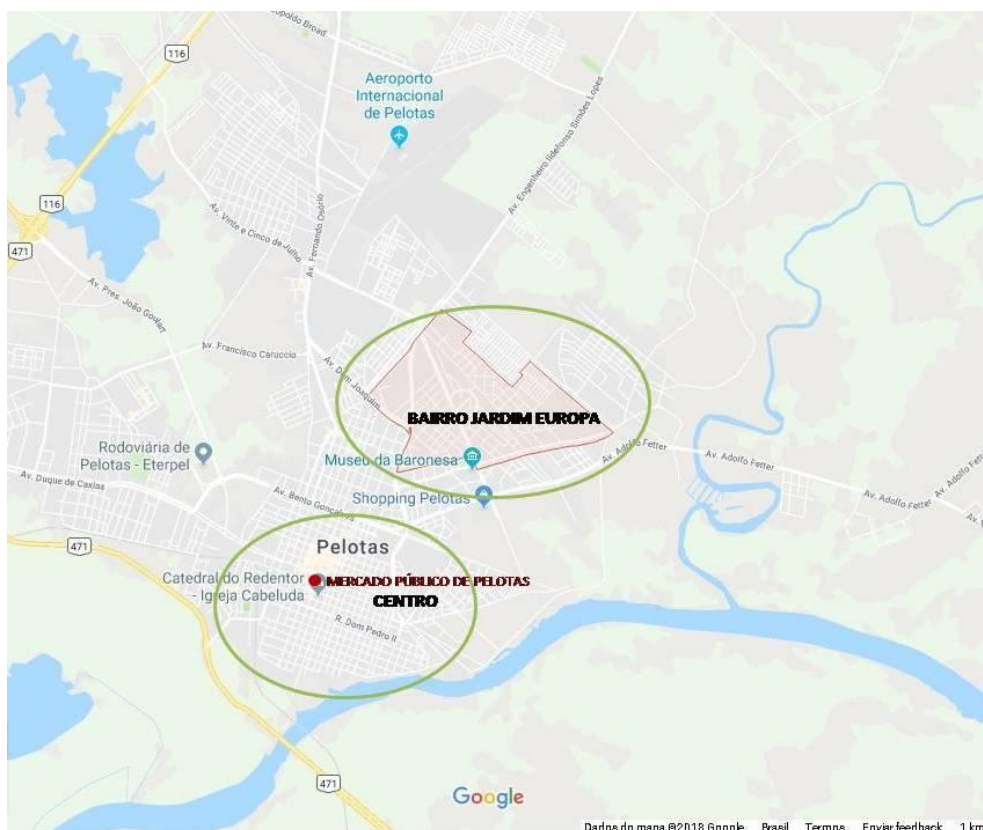 opoldo Broad
116
Aeroporto
Internacional
de Pelotas
Av. Engenheiro Ildefonso Simões Lopes
116
471
Av. Vinte e Cinco de Julho
Av. Fernando Osório
Av. Pres. João Goulart
Av. Francisco Caruccio
Av. Dom Joaquim
BAIRRO JARDIM EUROPA
Rodoviária de
Pelotas - Eterpel
Museu da Baronesa
Av. Adolfo Fetter
Av. Adolfo Fetter
Av. Adolfo Fetter
Av. Adolfo Fetter
Av. Duque de Caxias
Av. Bento Gonçalves
Shopping Pelotas
471
Pelotas
Catedral do Redentor
- Igreja Cabeluda
MERCADO PÚBLICO DE PELOTAS
CENTRO
R. Dom Pedro II
471
Google
Dados do mapa ©2018 Google Brasil Termos Enviar feedback 1 km